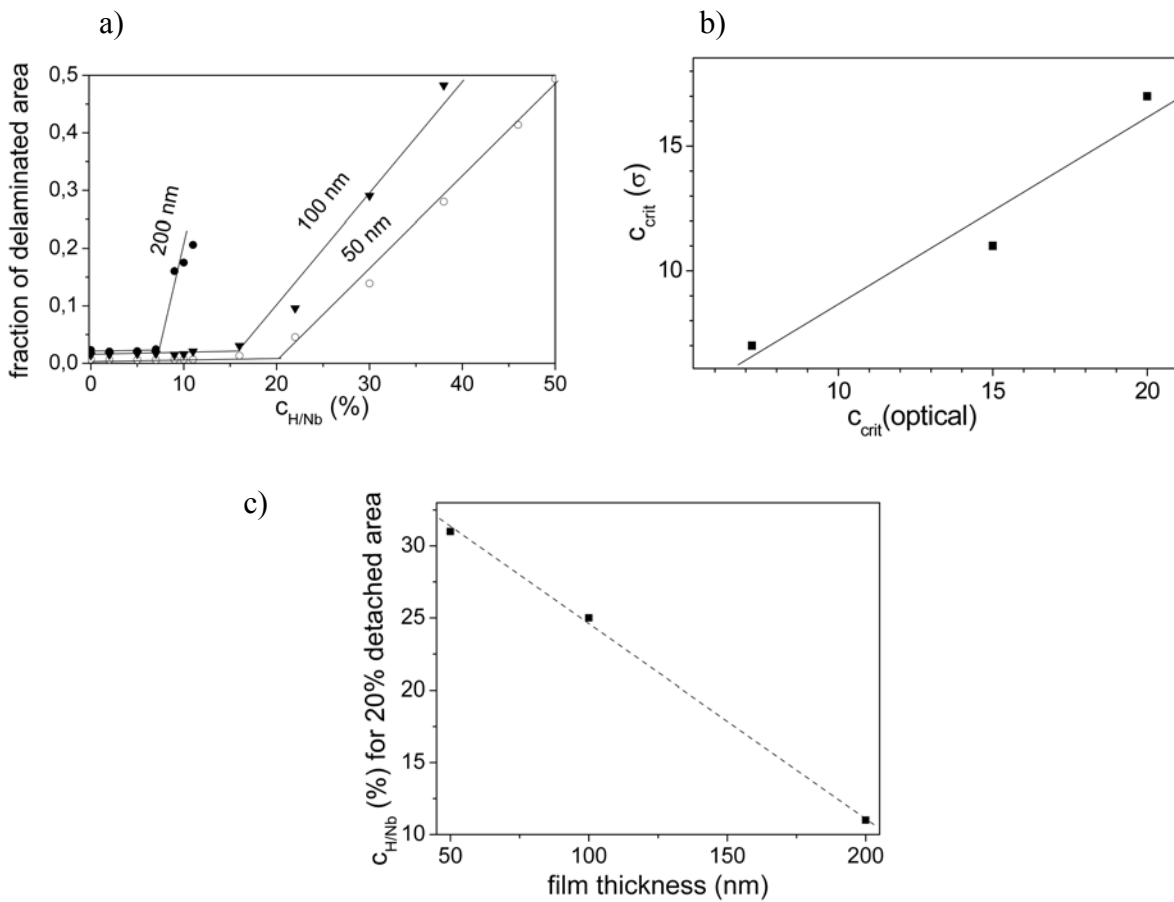 a)
fraction of delaminated area
0,5
0,4
0,3
0,2
0,1
0,0
200 nm
100 nm
50 nm
0 10 20 30 40 50
c_H/Nb (%)
b)
c_crit (σ)
15
10
10 15 20
c_crit(optical)
c)
c_H/Nb (%) for 20% detached area
30
25
20
15
10
50 100 150 200
film thickness (nm)